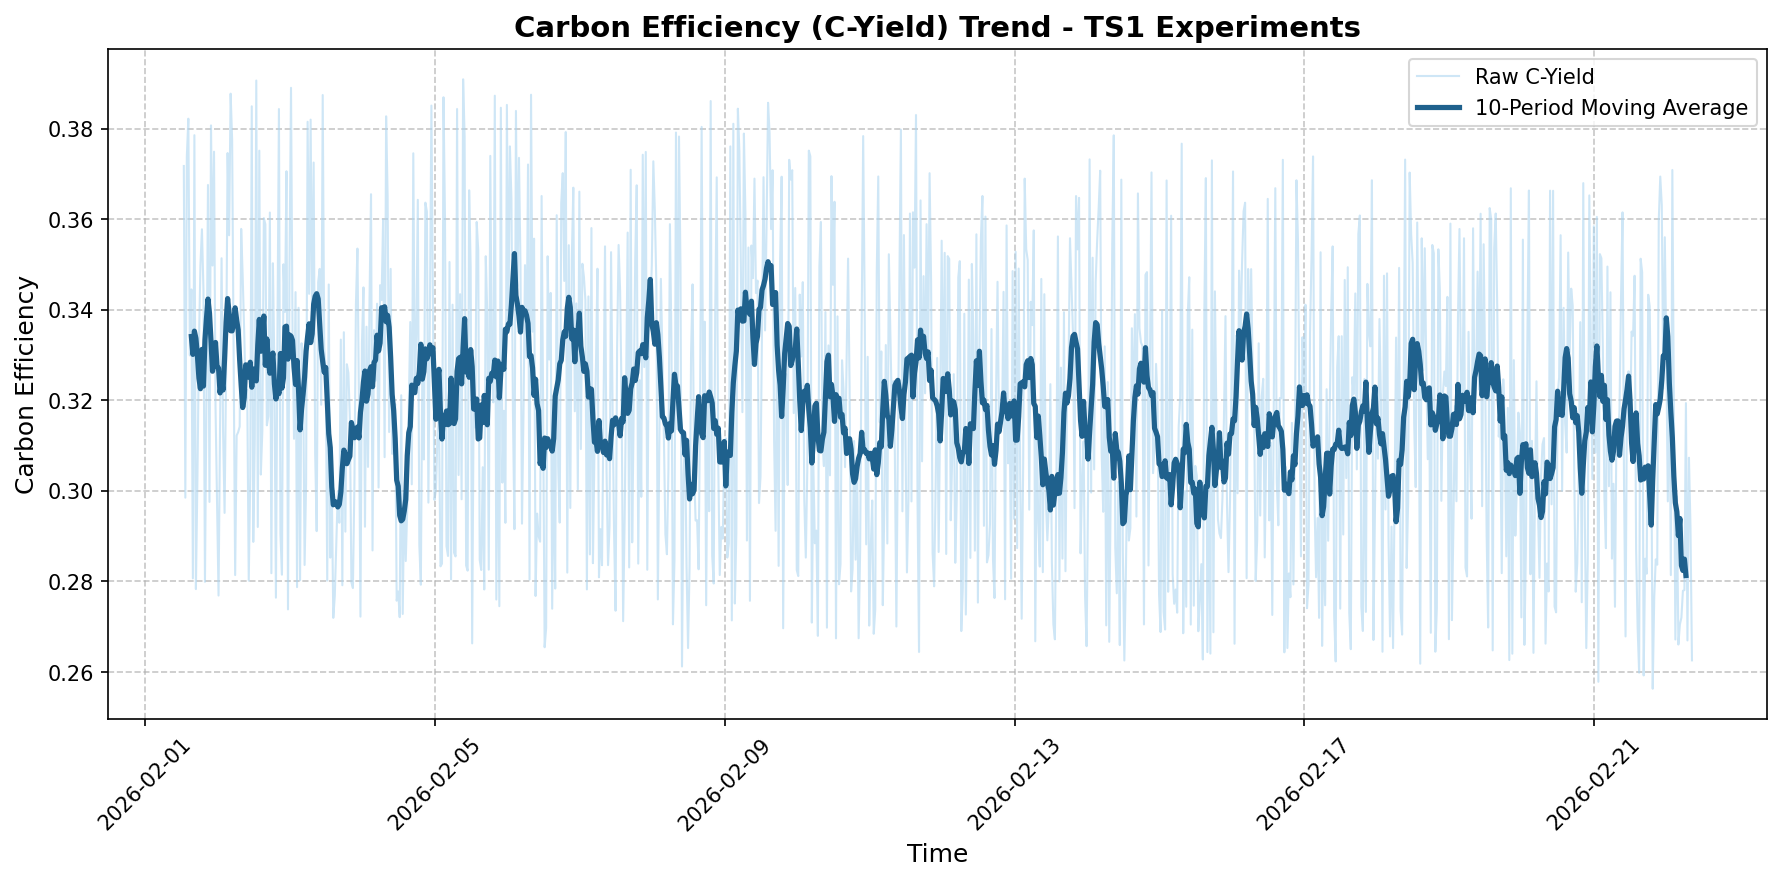 Carbon Efficiency (C-Yield) Trend - TS1 Experiments
Raw C-Yield
10-Period Moving Average
Carbon Efficiency
0.38
0.36
0.34
0.32
0.30
0.28
0.26
2026-02-01
2026-02-05
2026-02-09
2026-02-13
2026-02-17
2026-02-21
Time